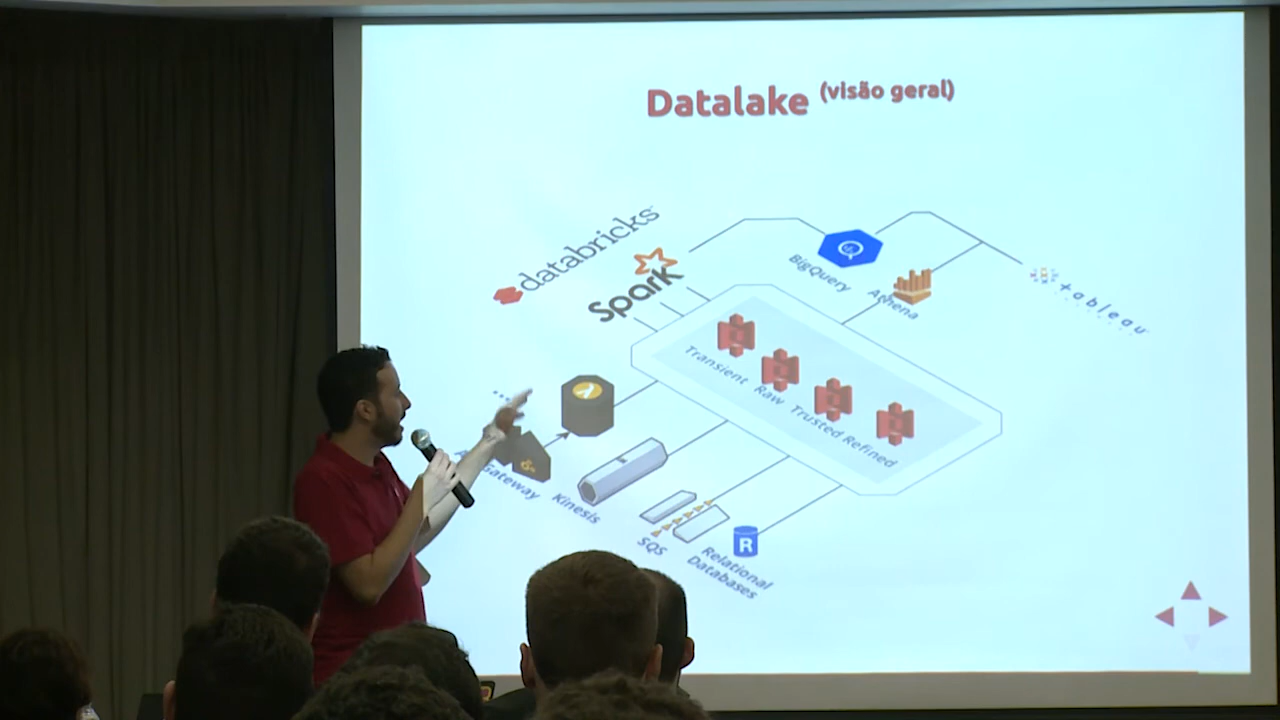 Datalake (visão geral)
databricks
Spark
BigQuery
Athena
tableau
Transient
Raw
Trusted
Refined
...
Gateway
Kinesis
SQS
R
Relational
Databases